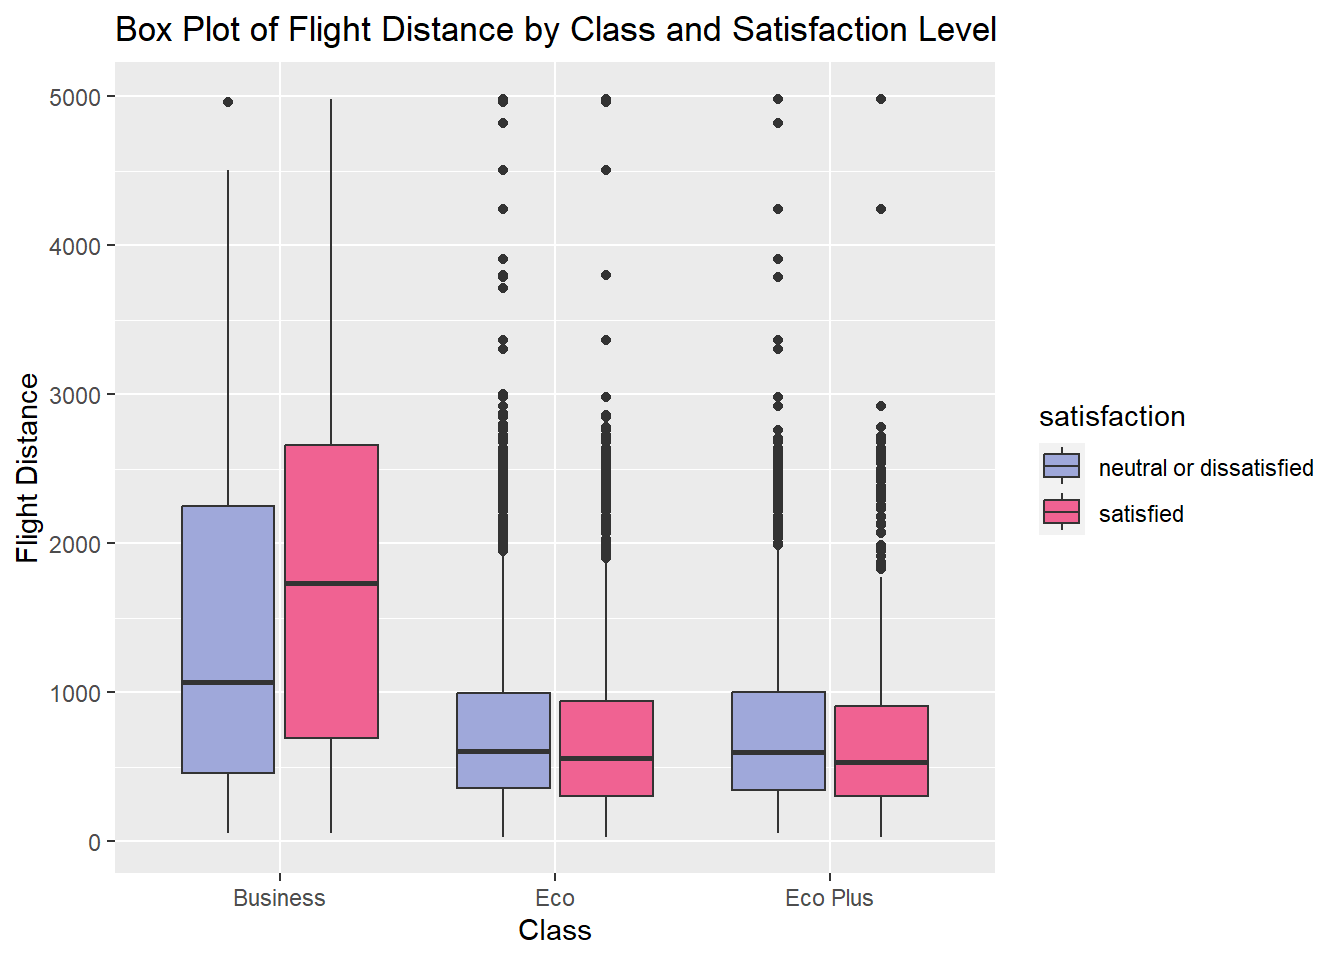 Box Plot of Flight Distance by Class and Satisfaction Level
5000
4000
3000
2000
1000
0
Flight Distance
Business
Eco
Eco Plus
Class
satisfaction
neutral or dissatisfied
satisfied